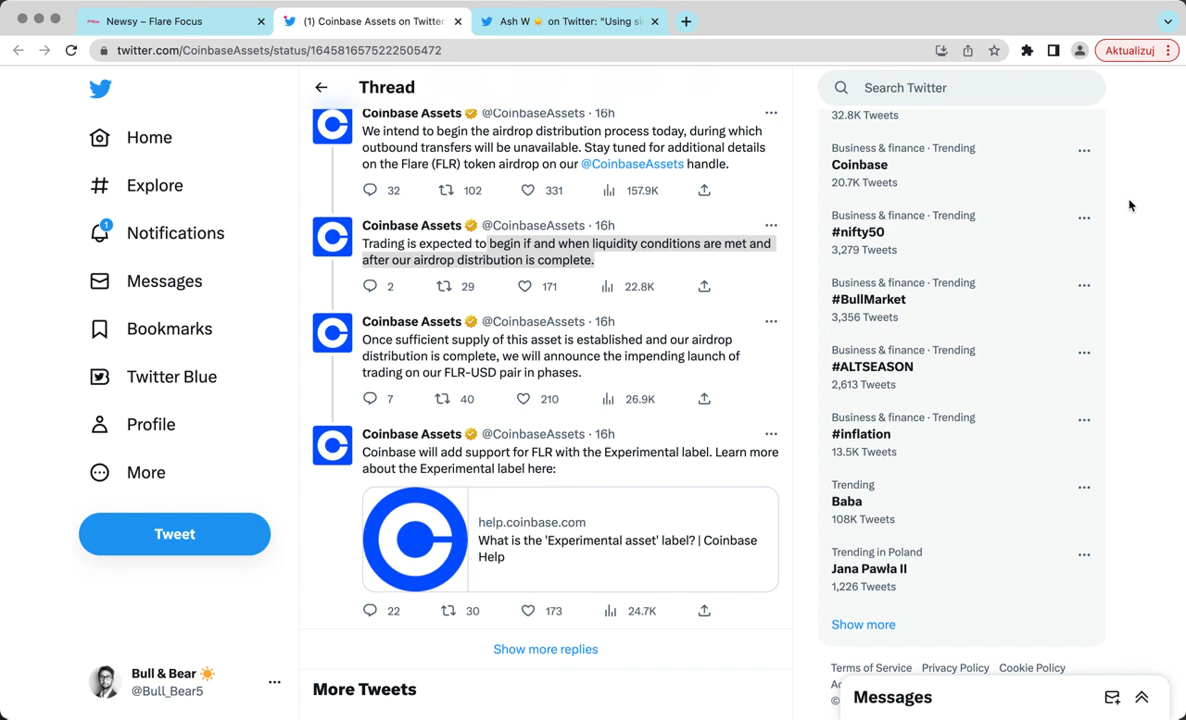 Newsy – Flare Focus
(1) Coinbase Assets on Twitter
Ash W on Twitter: "Using si
twitter.com/CoinbaseAssets/status/1645816575222505472
Aktualizuj
Home
Explore
1
Notifications
Messages
Bookmarks
Twitter Blue
Profile
More
Tweet
Bull & Bear
@Bull_Bear5
Thread
Coinbase Assets @CoinbaseAssets · 16h
We intend to begin the airdrop distribution process today, during which
outbound transfers will be unavailable. Stay tuned for additional details
on the Flare (FLR) token airdrop on our @CoinbaseAssets handle.
32 102 331 157.9K
Coinbase Assets @CoinbaseAssets · 16h
Trading is expected to begin if and when liquidity conditions are met and
after our airdrop distribution is complete.
2 29 171 22.8K
Coinbase Assets @CoinbaseAssets · 16h
Once sufficient supply of this asset is established and our airdrop
distribution is complete, we will announce the impending launch of
trading on our FLR-USD pair in phases.
7 40 210 26.9K
Coinbase Assets @CoinbaseAssets · 16h
Coinbase will add support for FLR with the Experimental label. Learn more
about the Experimental label here:
help.coinbase.com
What is the 'Experimental asset' label? | Coinbase
Help
22 30 173 24.7K
Show more replies
More Tweets
Search Twitter
32.8K Tweets
Business & finance · Trending
Coinbase
20.7K Tweets
Business & finance · Trending
#nifty50
3,279 Tweets
Business & finance · Trending
#BullMarket
3,356 Tweets
Business & finance · Trending
#ALTSEASON
2,613 Tweets
Business & finance · Trending
#inflation
13.5K Tweets
Trending
Baba
108K Tweets
Trending in Poland
Jana Pawła II
1,226 Tweets
Show more
Terms of Service Privacy Policy Cookie Policy
Messages